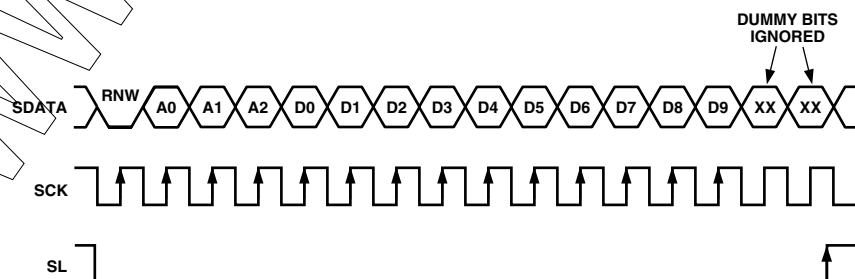 DUMMY BITS
IGNORED
SDATA RNW A0 A1 A2 D0 D1 D2 D3 D4 D5 D6 D7 D8 D9 XX XX
SCK
SL